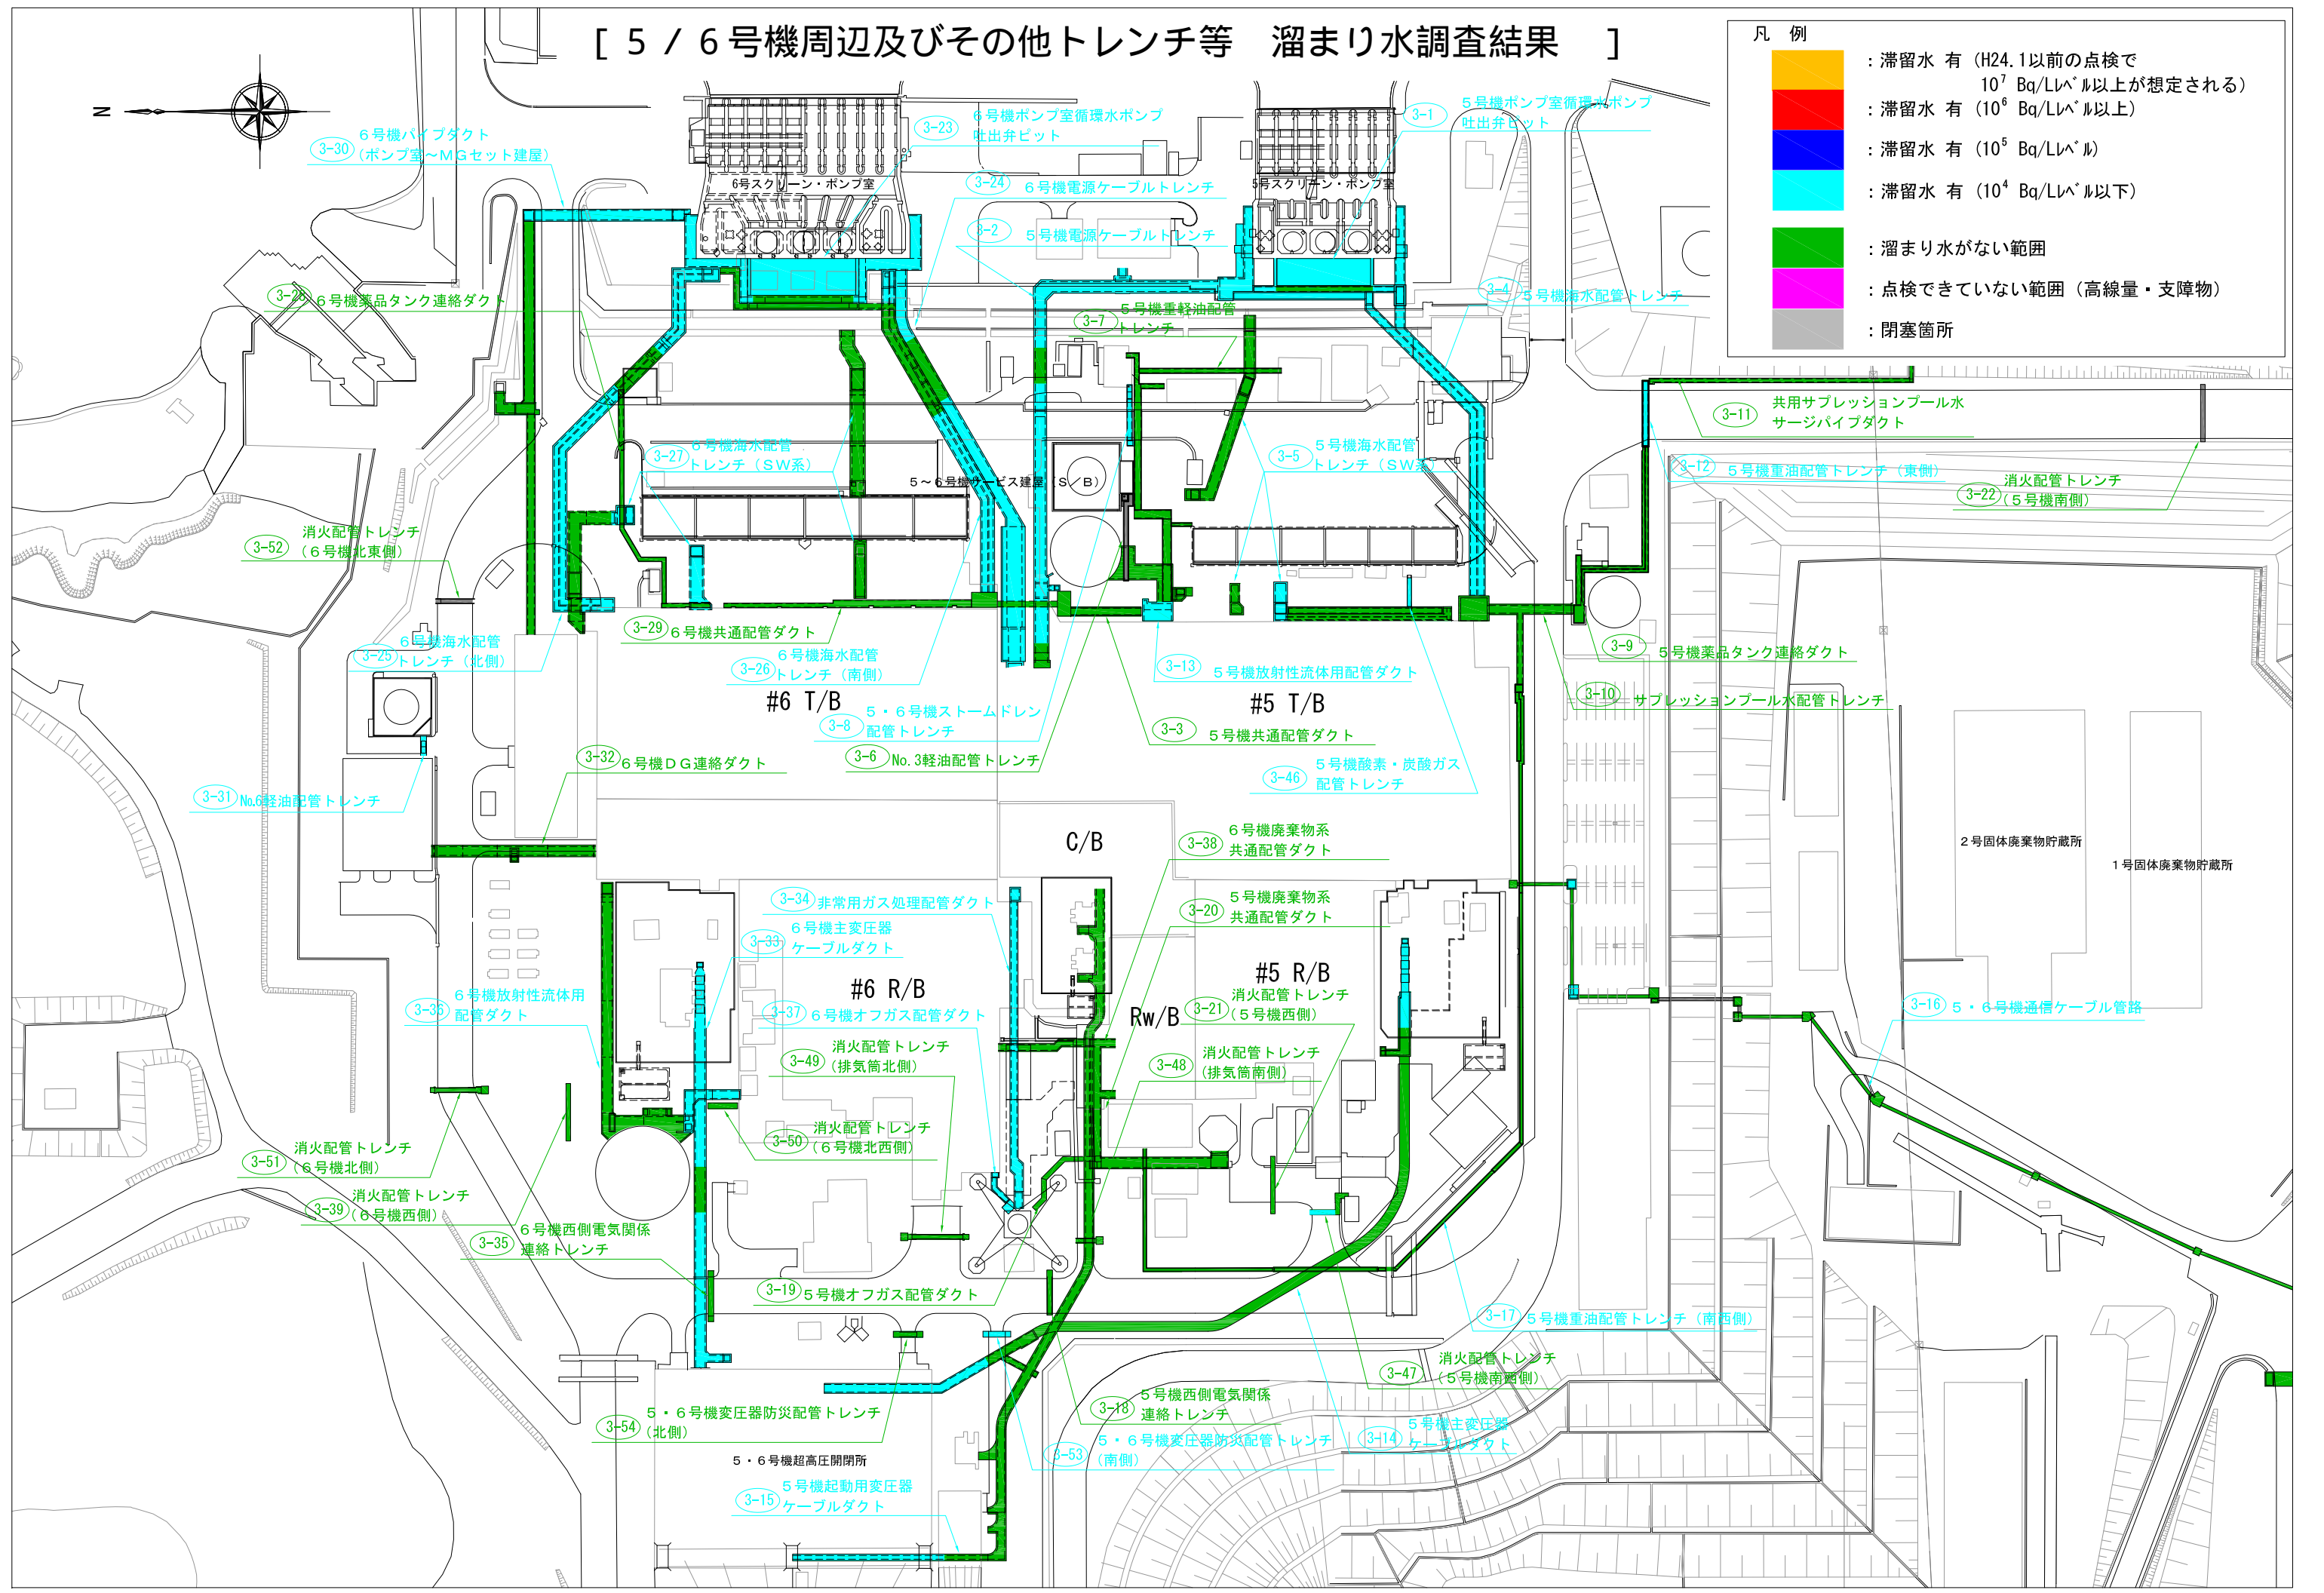 [ ５／６号機周辺及びその他トレンチ等　溜まり水調査結果　]
凡　例
：滞留水 有（H24.1以前の点検で
10⁷ Bq/Lﾚﾍﾞﾙ以上が想定される）
：滞留水 有（10⁶ Bq/Lﾚﾍﾞﾙ以上）
：滞留水 有（10⁵ Bq/Lﾚﾍﾞﾙ）
：滞留水 有（10⁴ Bq/Lﾚﾍﾞﾙ以下）
：溜まり水がない範囲
：点検できていない範囲（高線量・支障物）
：閉塞箇所
N
3-30 ６号機パイプダクト
（ポンプ室～ＭＧセット建屋）
3-23 ６号機ポンプ室循環水ポンプ
吐出弁ピット
3-1 ５号機ポンプ室循環水ポンプ
吐出弁ピット
6号スクリーン・ポンプ室
5号スクリーン・ポンプ室
3-24 ６号機電源ケーブルトレンチ
3-2 ５号機電源ケーブルトレンチ
3-28 ６号機薬品タンク連絡ダクト
3-7 ５号機重軽油配管
トレンチ
3-4 ５号機海水配管トレンチ
3-11 共用サプレッションプール水
サージパイプダクト
3-27 ６号機海水配管
トレンチ（ＳＷ系）
3-5 ５号機海水配管
トレンチ（ＳＷ系）
3-12 ５号機重油配管トレンチ（東側）
5～６号機サービス建屋（Ｓ／Ｂ）
3-22 消火配管トレンチ
（５号機南側）
3-52 消火配管トレンチ
（６号機北東側）
3-29 ６号機共通配管ダクト
3-25 ６号機海水配管
トレンチ（北側）
3-26 ６号機海水配管
トレンチ（南側）
3-13 ５号機放射性流体用配管ダクト
3-9 ５号機薬品タンク連絡ダクト
3-10 サプレッションプール水配管トレンチ
#6 T/B
#5 T/B
3-8 ５・６号機ストームドレン
配管トレンチ
3-3 ５号機共通配管ダクト
3-6 No.3軽油配管トレンチ
3-32 ６号機ＤＧ連絡ダクト
3-46 ５号機酸素・炭酸ガス
配管トレンチ
3-31 No.6軽油配管トレンチ
C/B
3-38 ６号機廃棄物系
共通配管ダクト
２号固体廃棄物貯蔵所
１号固体廃棄物貯蔵所
3-34 非常用ガス処理配管ダクト
3-20 ５号機廃棄物系
共通配管ダクト
3-33 ６号機主変圧器
ケーブルダクト
#6 R/B
#5 R/B
3-36 ６号機放射性流体用
配管ダクト
3-37 ６号機オフガス配管ダクト
Rw/B
3-21 消火配管トレンチ
（５号機西側）
3-16 ５・６号機通信ケーブル管路
3-49 消火配管トレンチ
（排気筒北側）
3-48 消火配管トレンチ
（排気筒南側）
3-50 消火配管トレンチ
（６号機北西側）
3-51 消火配管トレンチ
（６号機北側）
3-39 消火配管トレンチ
（６号機西側）
3-35 ６号機西側電気関係
連絡トレンチ
3-19 ５号機オフガス配管ダクト
3-17 ５号機重油配管トレンチ（南西側）
3-47 消火配管トレンチ
（５号機南西側）
3-18 ５号機西側電気関係
連絡トレンチ
3-54 ５・６号機変圧器防災配管トレンチ
（北側）
3-53 ５・６号機変圧器防災配管トレンチ
（南側）
3-14 ５号機主変圧器
ケーブルダクト
５・６号機超高圧開閉所
3-15 ５号機起動用変圧器
ケーブルダクト